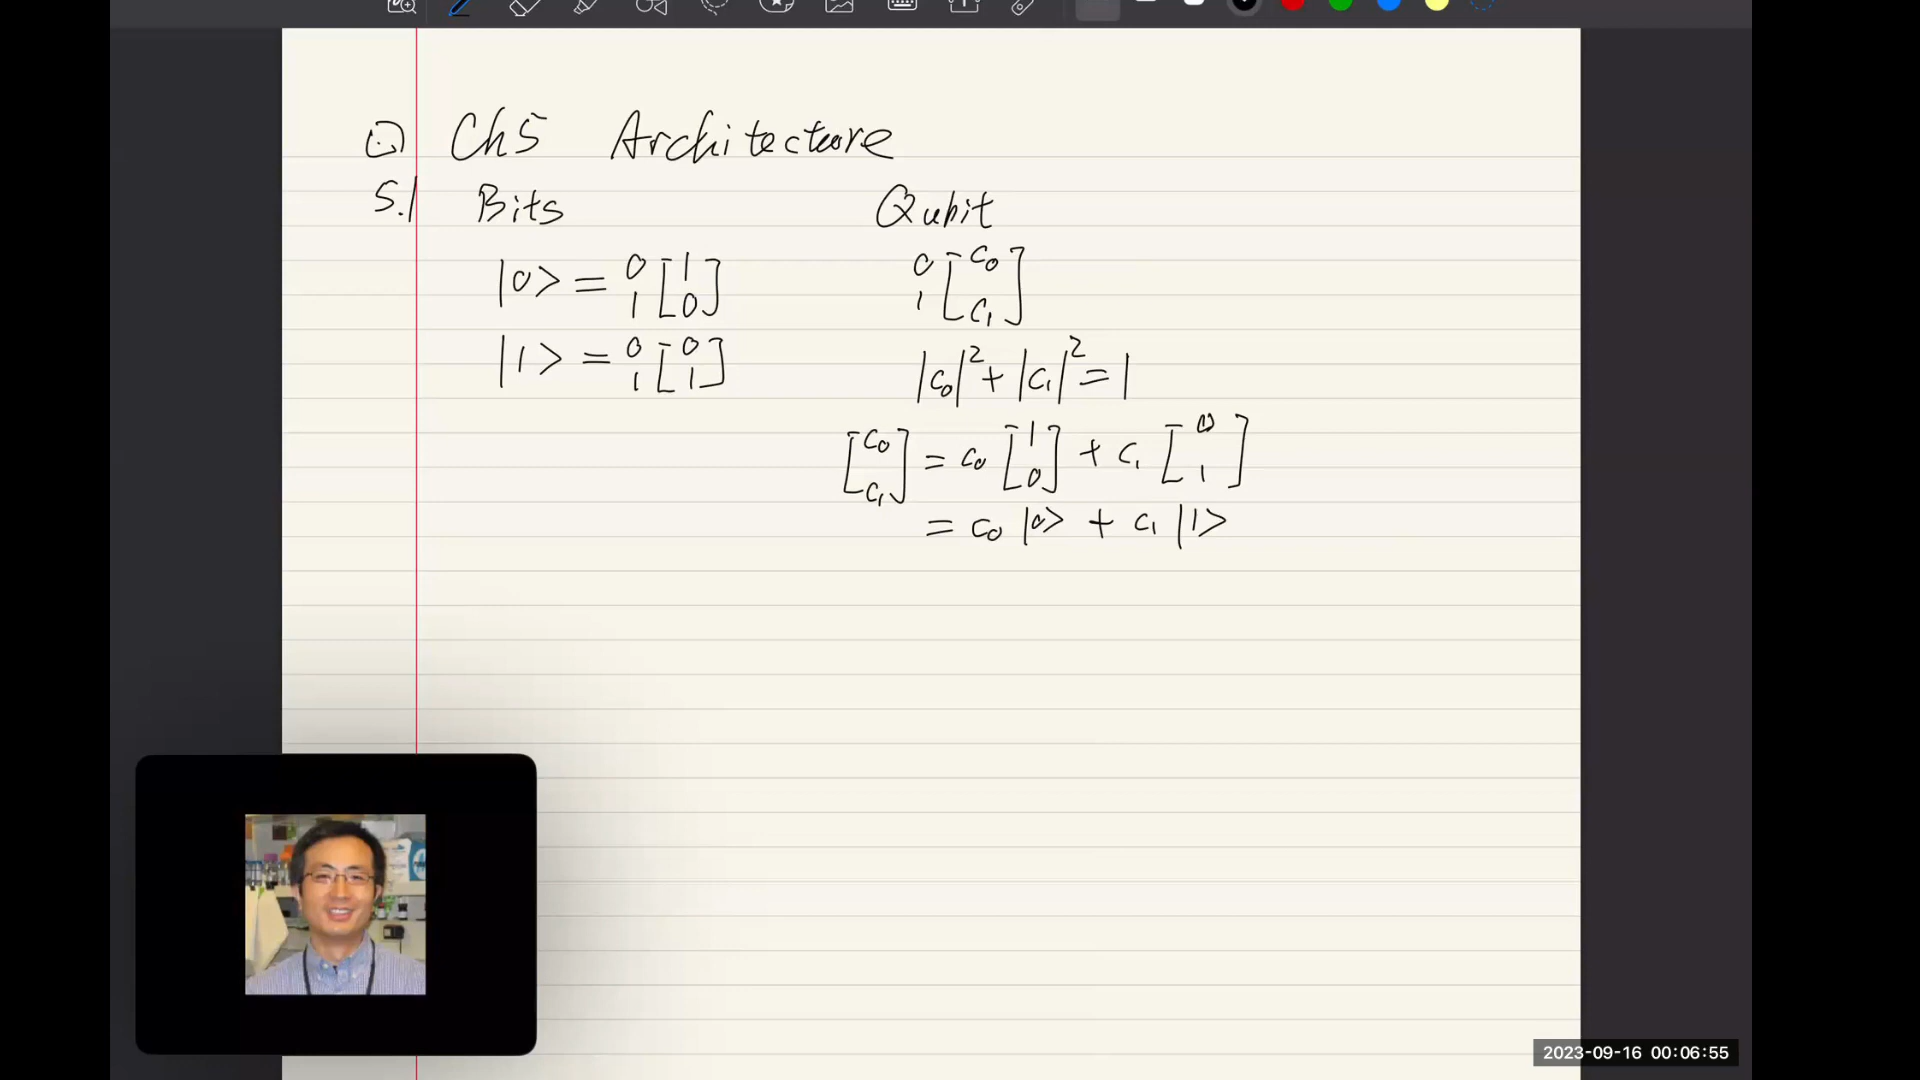 ⊡ Ch5 Architecture
5.1 Bits Qubit
|0> = 0 [1
1 0]
0 [c₀
1 c₁]
|1> = 0 [0
1 1]
|c₀|² + |c₁|² = 1
[c₀
c₁] = c₀ [1
0] + c₁ [0
1]
= c₀ |0> + c₁ |1>
2023-09-16 00:06:55